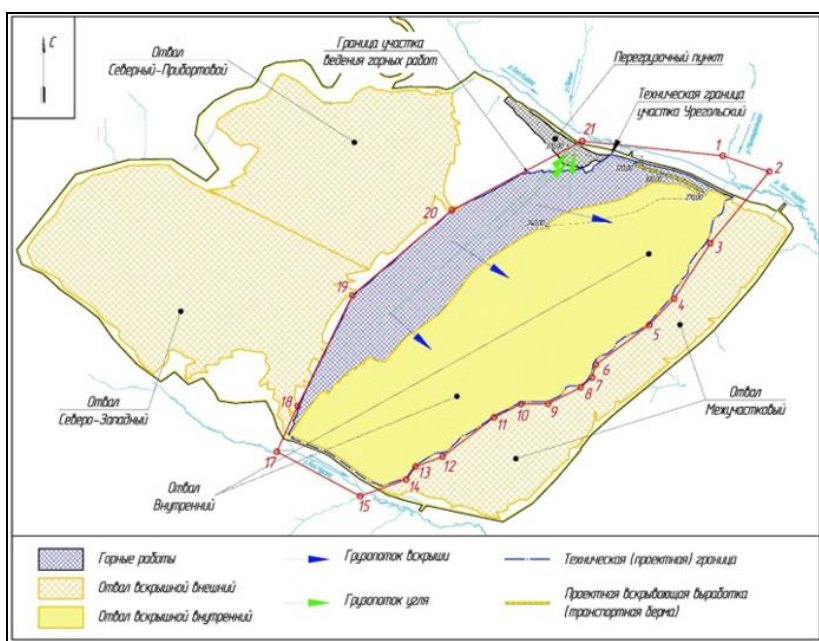 С
Отвал
Северный-Прибортовой
Граница участка
ведения горных работ
Перегрузочный пункт
Техническая граница
участка Урегольский
21
1
2
20
3
19
4
5
6
7
18
8
9
10
11
Отвал
Северо-Западный
Отвал
Межучастковый
17
12
13
14
15
Отвал
Внутренний
Горные работы
Отвал вскрышной внешний
Отвал вскрышной внутренний
Грузопоток вскрыши
Грузопоток угля
Техническая (проектная) граница
Проектная вскрывающая выработка
(транспортная берма)